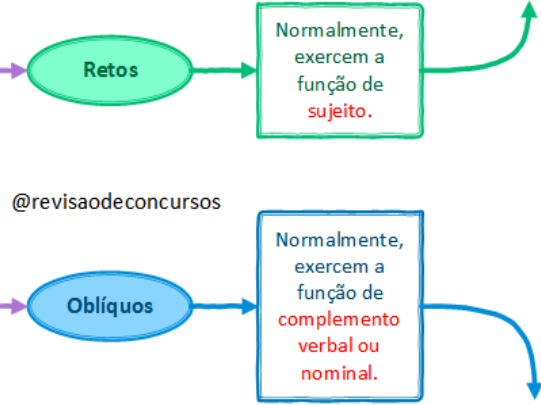 Retos
Normalmente,
exercem a
função de
sujeito.
@revisaodeconcursos
Oblíquos
Normalmente,
exercem a
função de
complemento
verbal ou
nominal.